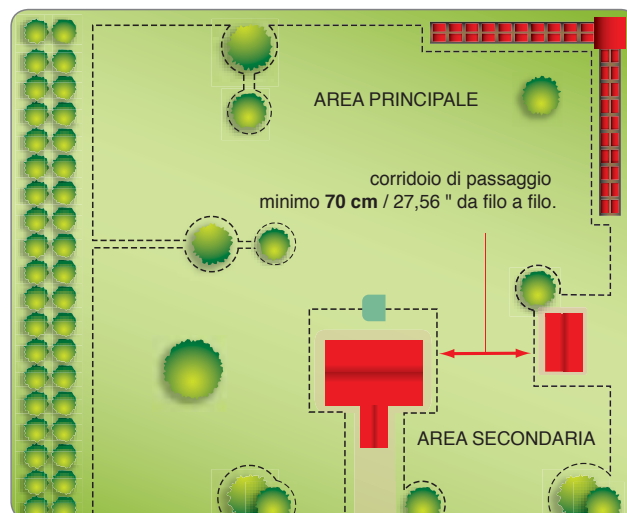 AREA PRINCIPALE
corridoio di passaggio
minimo 70 cm / 27,56 " da filo a filo.
AREA SECONDARIA